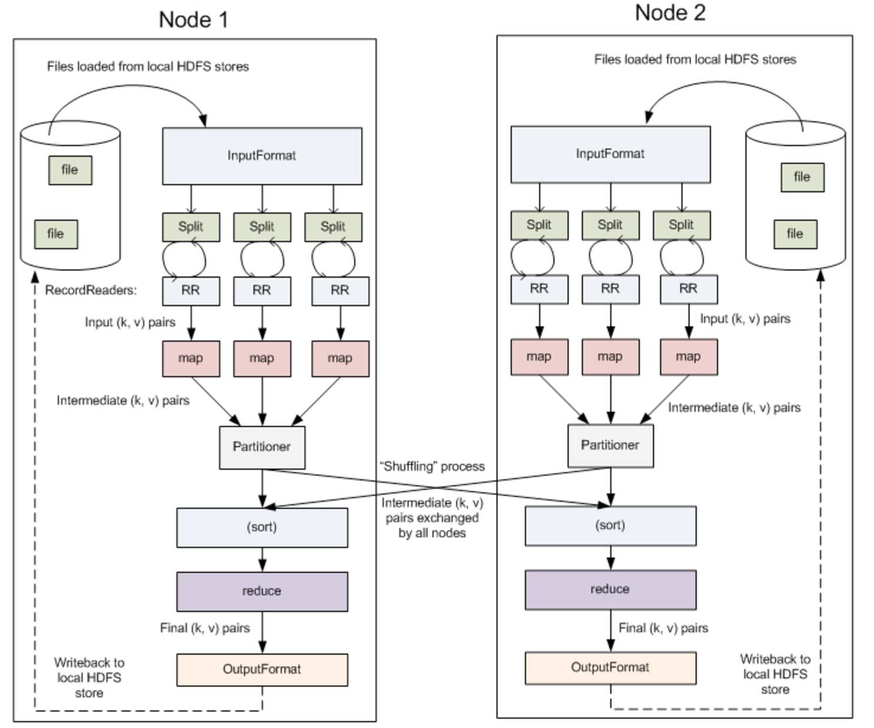 Node 1
Files loaded from local HDFS stores
file
file
InputFormat
Split
Split
Split
RecordReaders:
RR
RR
RR
Input (k, v) pairs
map
map
map
Intermediate (k, v) pairs
Partitioner
(sort)
reduce
Final (k, v) pairs
OutputFormat
Writeback to
local HDFS
store
"Shuffling" process
Intermediate (k, v)
pairs exchanged
by all nodes
Node 2
Files loaded from local HDFS stores
InputFormat
file
file
Split
Split
Split
RR
RR
RR
Input (k, v) pairs
map
map
map
Intermediate (k, v) pairs
Partitioner
(sort)
reduce
Final (k, v) pairs
OutputFormat
Writeback to
local HDFS
store